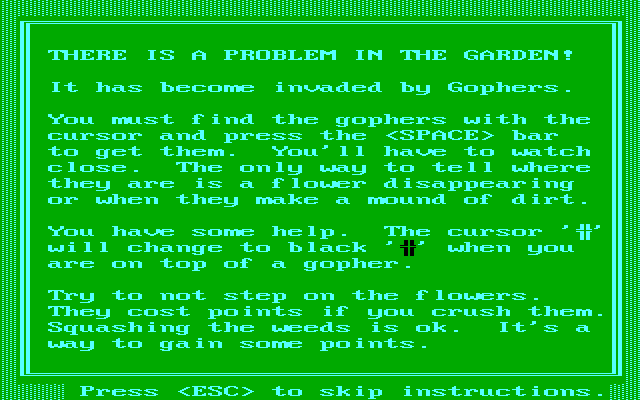 THERE IS A PROBLEM IN THE GARDEN!
It has become invaded by Gophers.
You must find the gophers with the
cursor and press the <SPACE> bar
to get them.  You'll have to watch
close.  The only way to tell where
they are is a flower disappearing
or when they make a mound of dirt.
You have some help.  The cursor '╬'
will change to black '╬' when you
are on top of a gopher.
Try to not step on the flowers.
They cost points if you crush them.
Squashing the weeds is ok.  It's a
way to gain some points.
Press <ESC> to skip instructions.